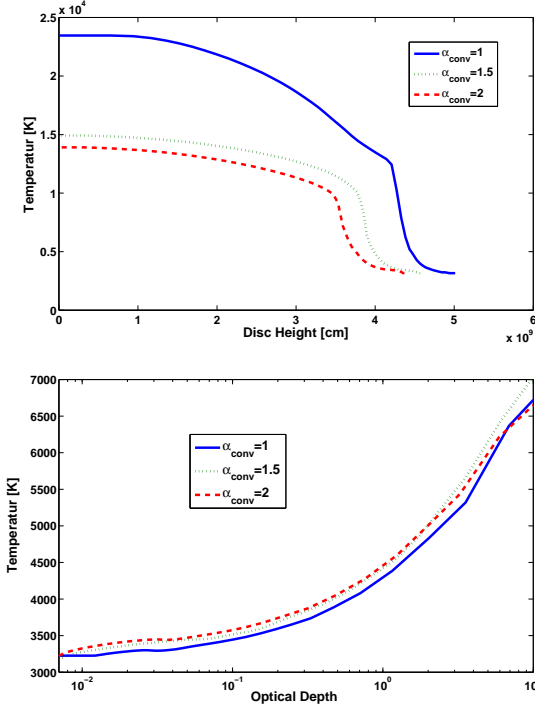 x 10^4
2.5
2
1.5
1
0.5
0
Temperatur [K]
α_conv=1
α_conv=1.5
α_conv=2
0 1 2 3 4 5 6
Disc Height [cm]
x 10^9
7000
6500
6000
5500
5000
4500
4000
3500
3000
Temperatur [K]
α_conv=1
α_conv=1.5
α_conv=2
10^-2 10^-1 10^0 10
Optical Depth